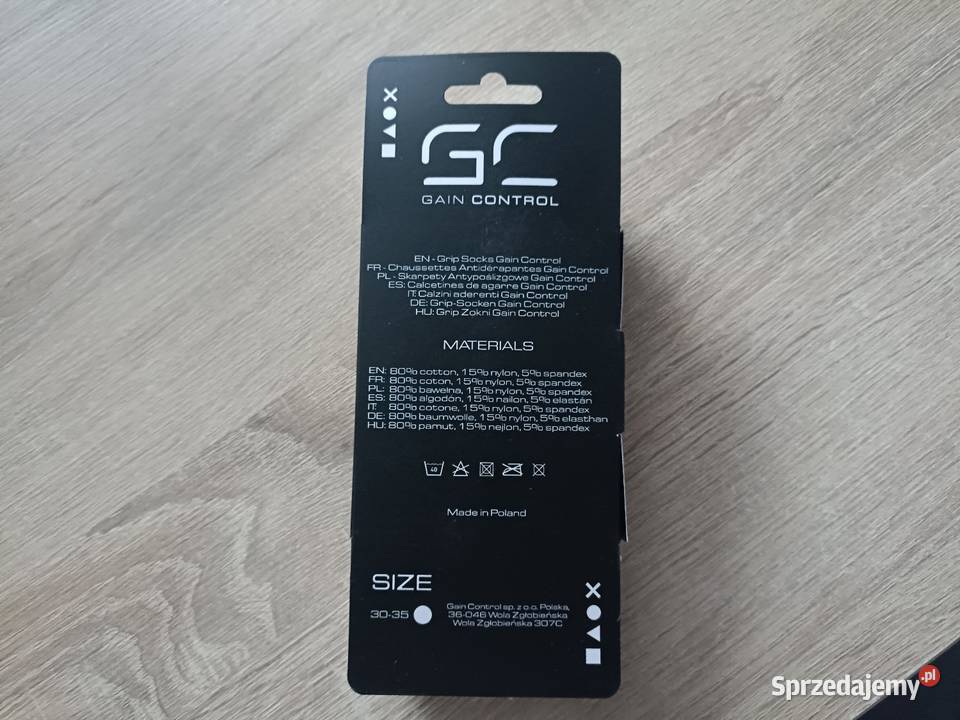 GC
GAIN CONTROL
EN - Grip Socks Gain Control
FR - Chaussettes Antidérapantes Gain Control
PL - Skarpety Antypoślizgowe Gain Control
ES: Calcetines de agarre Gain Control
IT: Calzini aderenti Gain Control
DE: Grip-Socken Gain Control
HU: Grip Zokni Gain Control
MATERIALS
EN: 80% cotton, 15% nylon, 5% spandex
FR: 80% coton, 15% nylon, 5% spandex
PL: 80% bawełna, 15% nylon, 5% spandex
ES: 80% algodón, 15% nailon, 5% elastán
IT: 80% cotone, 15% nylon, 5% spandex
DE: 80% baumwolle, 15% nylon, 5% elasthan
HU: 80% pamut, 15% nejlon, 5% spandex
40
Made in Poland
SIZE
30-35
Gain Control sp. z o.o. Polska,
36-046 Wola Zgłobieńska
Wola Zgłobieńska 307C
Sprzedajemy.pl